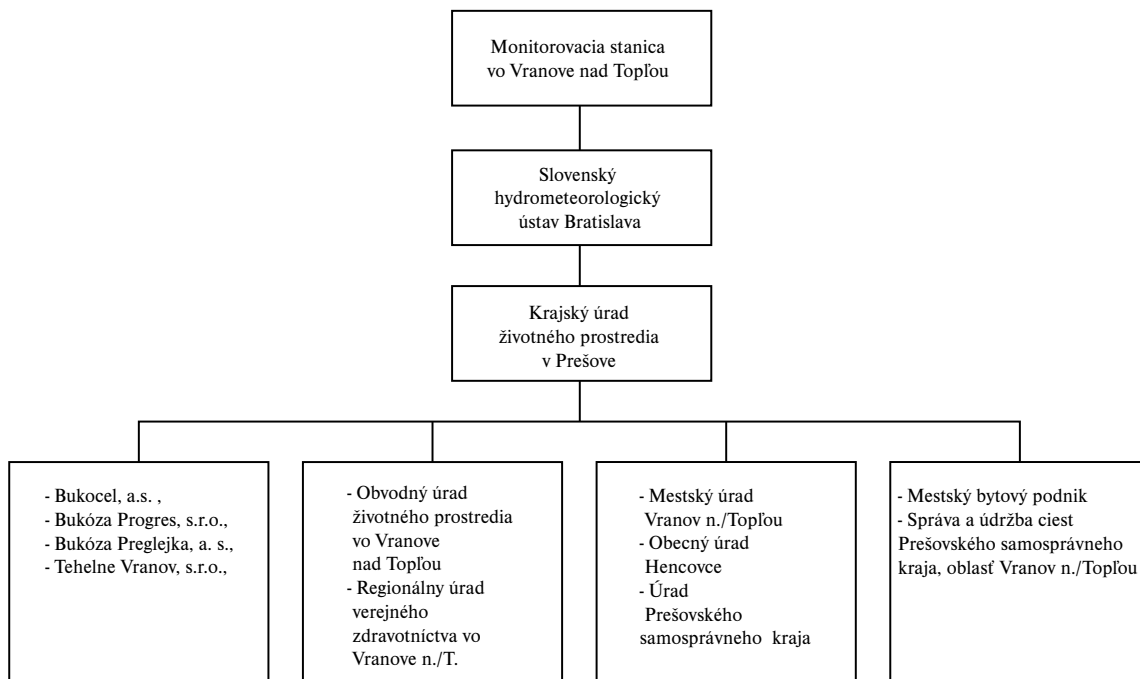 Monitorovacia stanica
vo Vranove nad Topľou
Slovenský
hydrometeorologický
ústav Bratislava
Krajský úrad
životného prostredia
v Prešove
- Bukocel, a.s. ,
- Bukóza Progres, s.r.o.,
- Bukóza Preglejka, a. s.,
- Tehelne Vranov, s.r.o.,
- Obvodný úrad
životného prostredia
vo Vranove
nad Topľou
- Regionálny úrad
verejného
zdravotníctva vo
Vranove n./T.
- Mestský úrad
Vranov n./Topľou
- Obecný úrad
Hencovce
- Úrad
Prešovského
samosprávneho kraja
- Mestský bytový podnik
- Správa a údržba ciest
Prešovského samosprávneho
kraja, oblasť Vranov n./Topľou